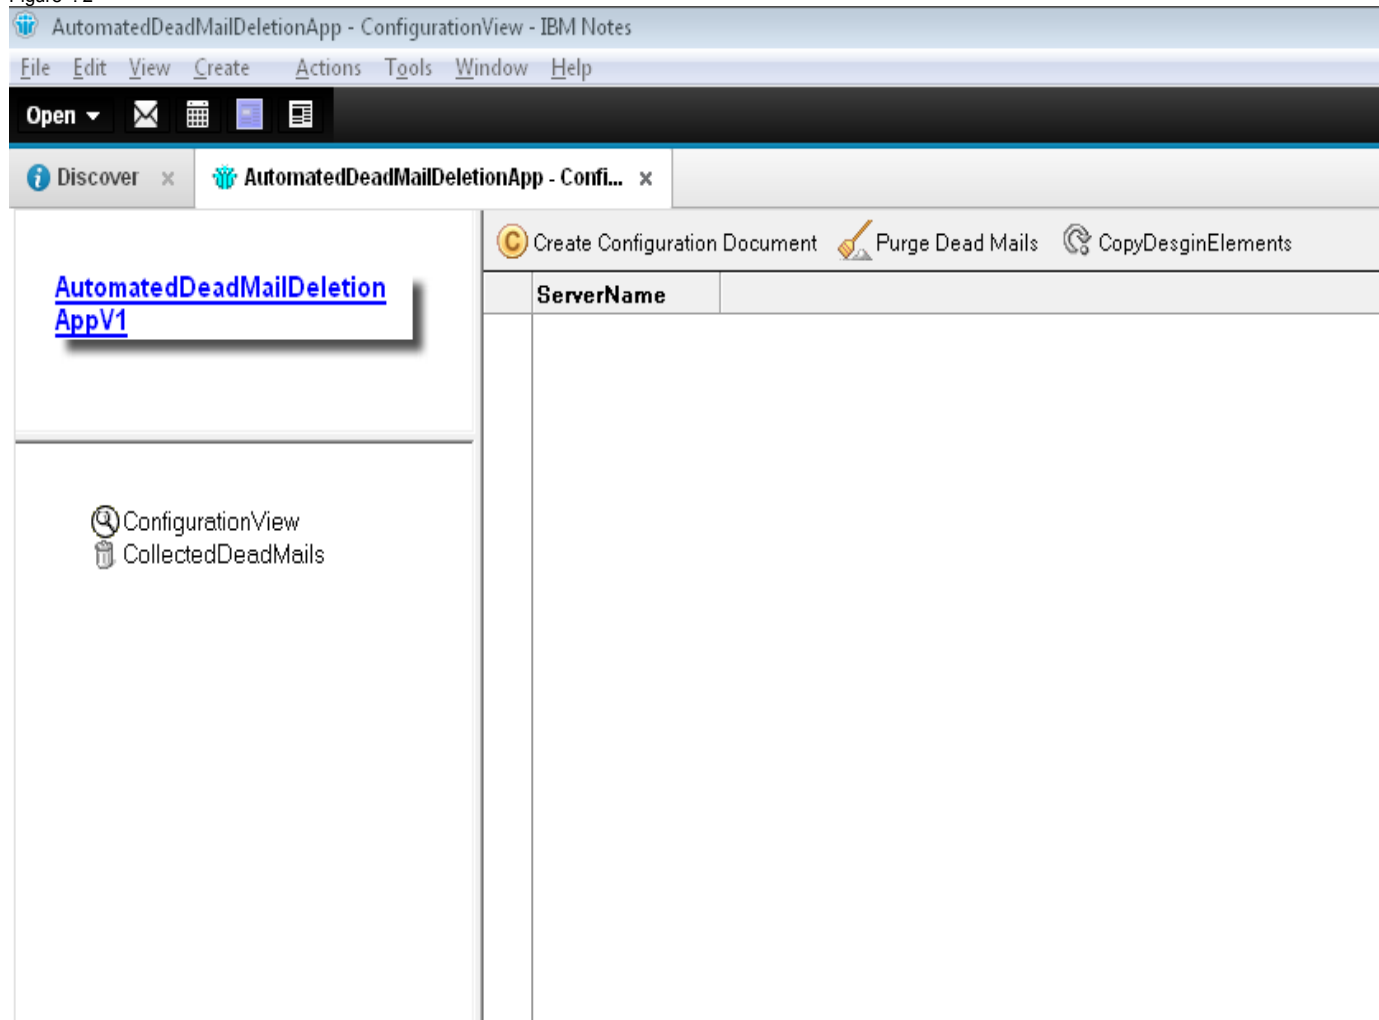 AutomatedDeadMailDeletionApp - ConfigurationView - IBM Notes
File Edit View Create Actions Tools Window Help
Open
Discover × AutomatedDeadMailDeletionApp - Confi... ×
Create Configuration Document Purge Dead Mails CopyDesginElements
ServerName
AutomatedDeadMailDeletion
AppV1
ConfigurationView
CollectedDeadMails